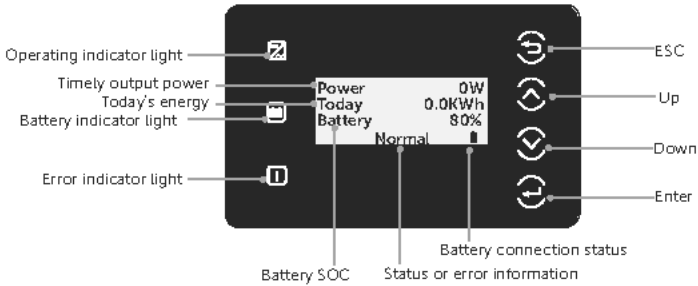 Operating indicator light
Timely output power
Today's energy
Battery indicator light
Error indicator light
Power 0W
Today 0.0KWh
Battery 80%
Normal
ESC
Up
Down
Enter
Battery connection status
Battery SOC
Status or error information